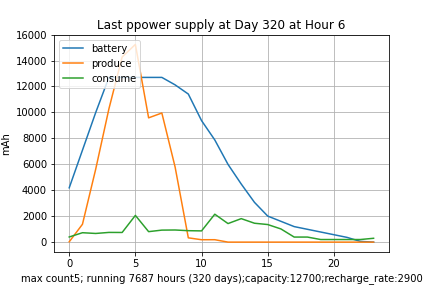 Last ppower supply at Day 320 at Hour 6
16000
14000
12000
10000
8000
6000
4000
2000
0
mAh
battery
produce
consume
0 5 10 15 20
max count5; running 7687 hours (320 days);capacity:12700;recharge_rate:2900